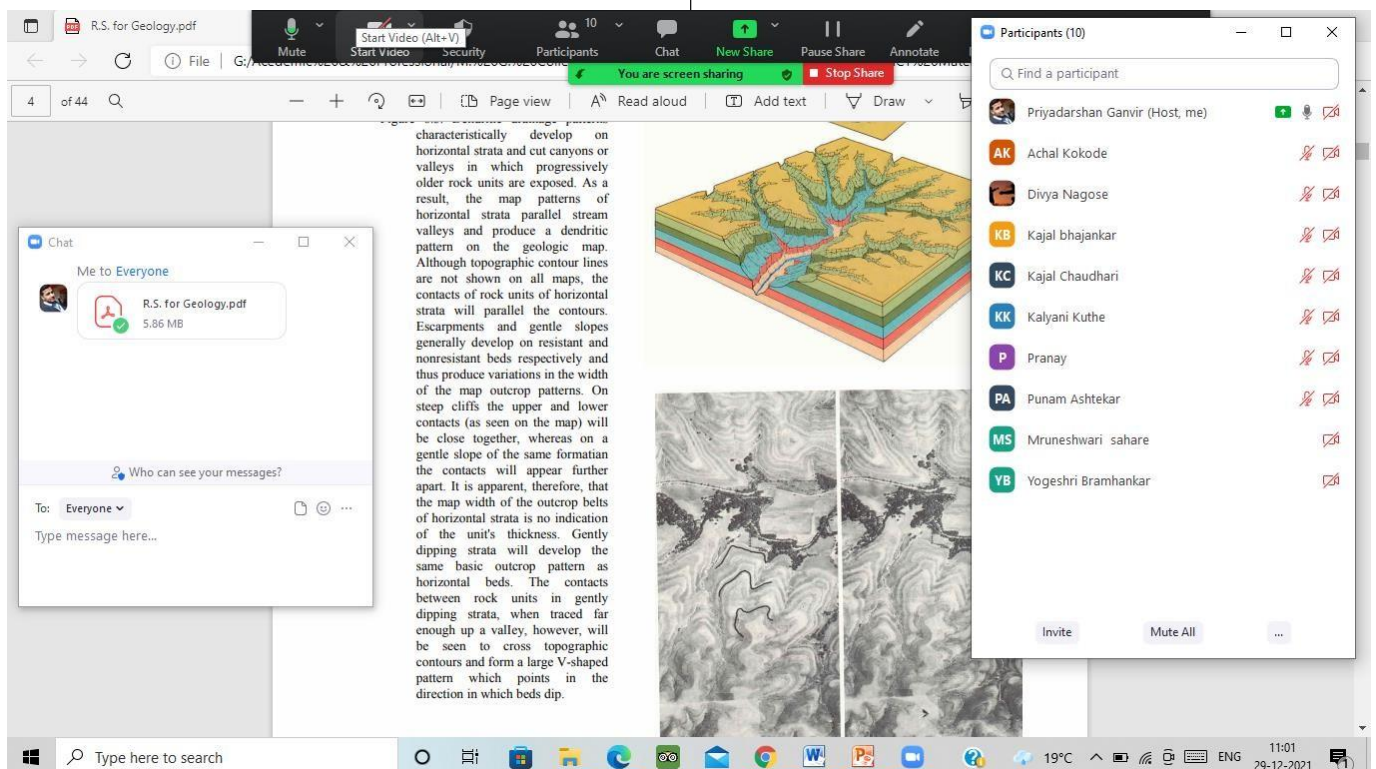 R.S. for Geology.pdf
Mute
Start Video
Start Video (Alt+V)
Security
10
Participants
Chat
New Share
Pause Share
Annotate
You are screen sharing
Stop Share
File
4 of 44
Page view
Read aloud
Add text
Draw
characteristically develop on
horizontal strata and cut canyons or
valleys in which progressively
older rock units are exposed. As a
result, the map patterns of
horizontal strata parallel stream
valleys and produce a dendritic
pattern on the geologic map.
Although topographic contour lines
are not shown on all maps, the
contacts of rock units of horizontal
strata will parallel the contours.
Escarpments and gentle slopes
generally develop on resistant and
nonresistant beds respectively and
thus produce variations in the width
of the map outcrop patterns. On
steep cliffs the upper and lower
contacts (as seen on the map) will
be close together, whereas on a
gentle slope of the same formatian
the contacts will appear further
apart. It is apparent, therefore, that
the map width of the outcrop belts
of horizontal strata is no indication
of the unit's thickness. Gently
dipping strata will develop the
same basic outcrop pattern as
horizontal beds. The contacts
between rock units in gently
dipping strata, when traced far
enough up a valley, however, will
be seen to cross topographic
contours and form a large V-shaped
pattern which points in the
direction in which beds dip.
Chat
Me to Everyone
R.S. for Geology.pdf
5.86 MB
Who can see your messages?
To: Everyone
Type message here...
Participants (10)
Find a participant
Priyadarshan Ganvir (Host, me)
AK Achal Kokode
Divya Nagose
KB Kajal bhajankar
KC Kajal Chaudhari
KK Kalyani Kuthe
P Pranay
PA Punam Ashtekar
MS Mruneshwari sahare
YB Yogeshri Bramhankar
Invite
Mute All
...
Type here to search
19°C
ENG
11:01
29-12-2021